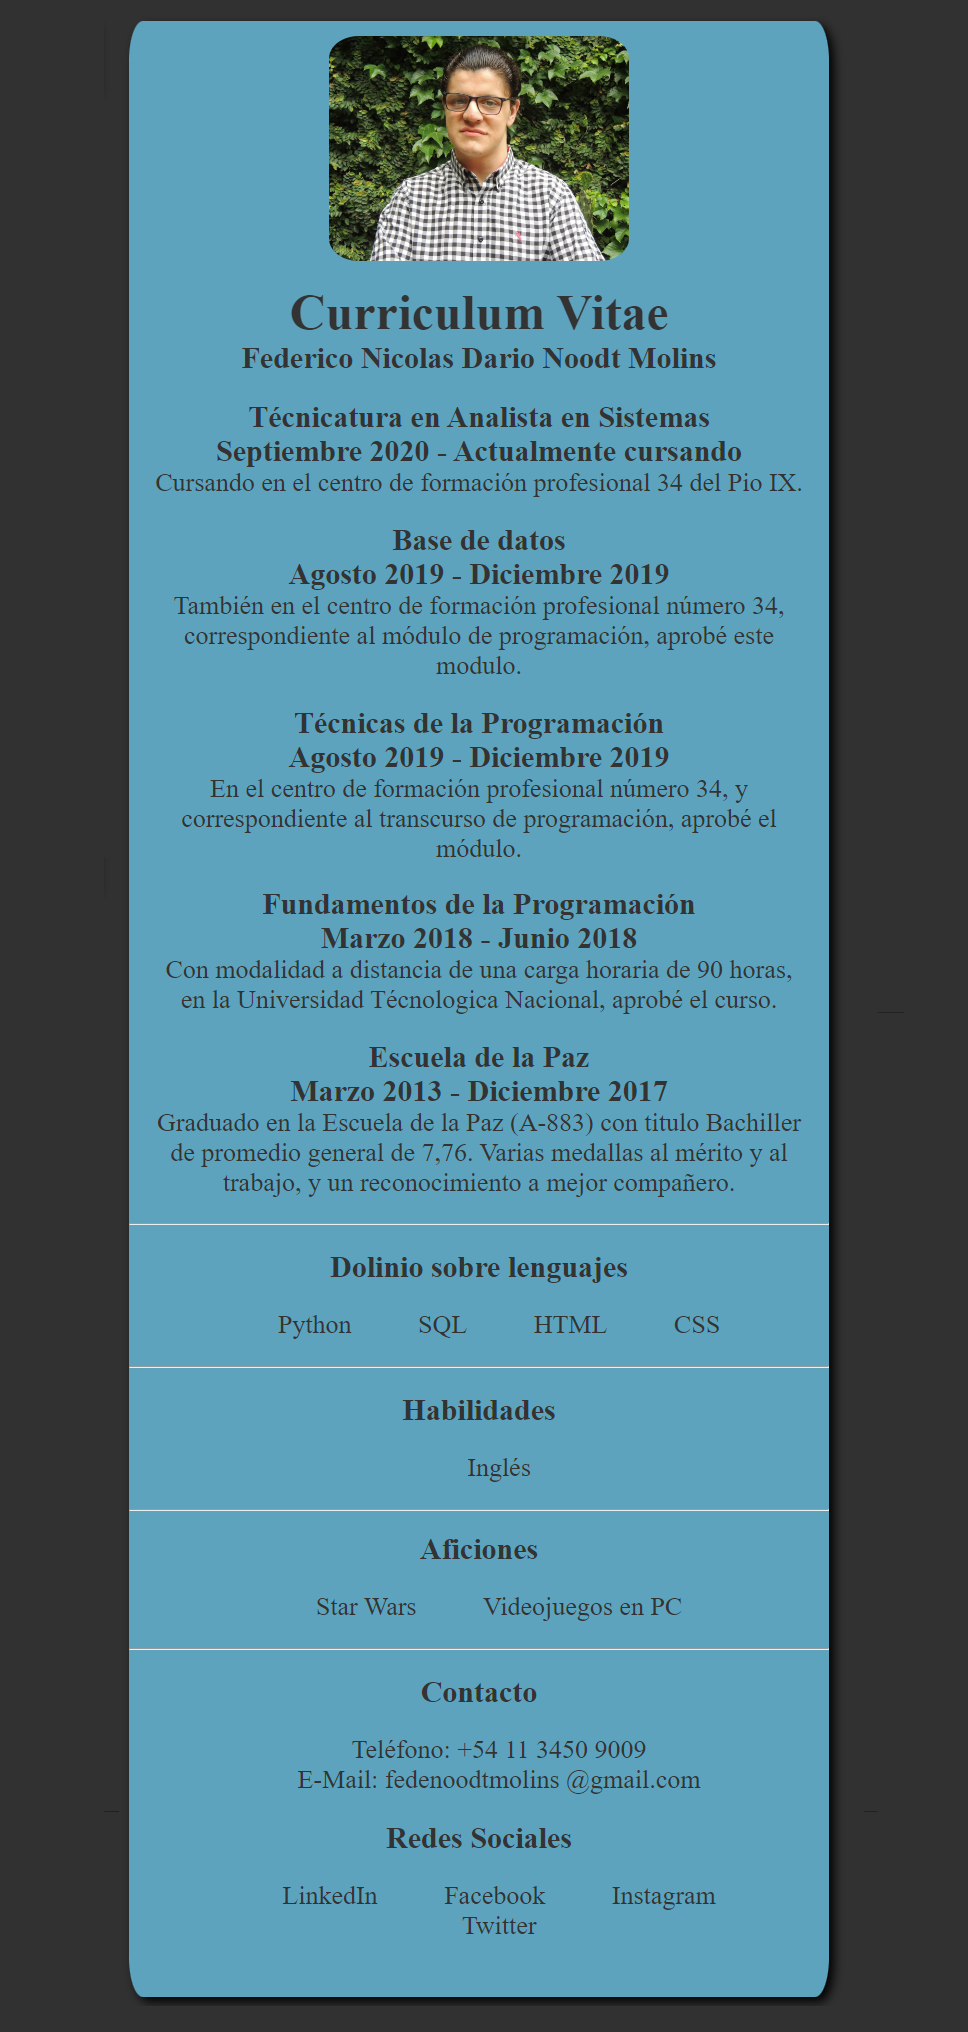 Curriculum Vitae
Federico Nicolas Dario Noodt Molins
Técnicatura en Analista en Sistemas
Septiembre 2020 - Actualmente cursando
Cursando en el centro de formación profesional 34 del Pio IX.
Base de datos
Agosto 2019 - Diciembre 2019
También en el centro de formación profesional número 34,
correspondiente al módulo de programación, aprobé este
modulo.
Técnicas de la Programación
Agosto 2019 - Diciembre 2019
En el centro de formación profesional número 34, y
correspondiente al transcurso de programación, aprobé el
módulo.
Fundamentos de la Programación
Marzo 2018 - Junio 2018
Con modalidad a distancia de una carga horaria de 90 horas,
en la Universidad Técnologica Nacional, aprobé el curso.
Escuela de la Paz
Marzo 2013 - Diciembre 2017
Graduado en la Escuela de la Paz (A-883) con titulo Bachiller
de promedio general de 7,76. Varias medallas al mérito y al
trabajo, y un reconocimiento a mejor compañero.
Dolinio sobre lenguajes
Python SQL HTML CSS
Habilidades
Inglés
Aficiones
Star Wars Videojuegos en PC
Contacto
Teléfono: +54 11 3450 9009
E-Mail: fedenoodtmolins @gmail.com
Redes Sociales
LinkedIn Facebook Instagram
Twitter